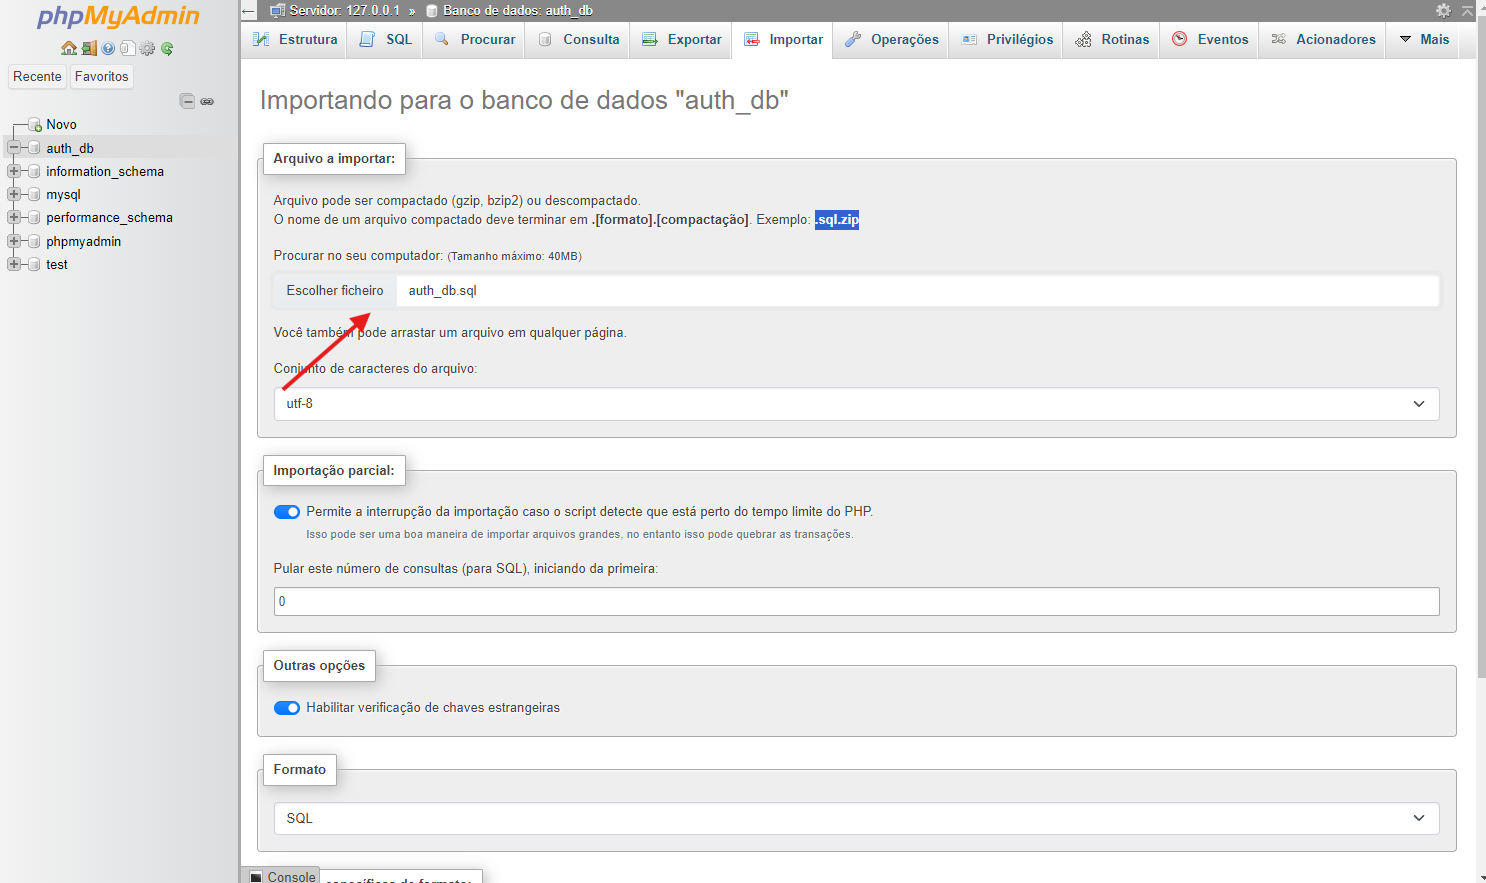 phpMyAdmin
Recente Favoritos
Novo
auth_db
information_schema
mysql
performance_schema
phpmyadmin
test
Servidor: 127.0.0.1 » Banco de dados: auth_db
Estrutura SQL Procurar Consulta Exportar Importar Operações Privilégios Rotinas Eventos Acionadores Mais
Importando para o banco de dados "auth_db"
Arquivo a importar:
Arquivo pode ser compactado (gzip, bzip2) ou descompactado.
O nome de um arquivo compactado deve terminar em .[formato].[compactação]. Exemplo: .sql.zip
Procurar no seu computador: (Tamanho máximo: 40MB)
Escolher ficheiro auth_db.sql
Você também pode arrastar um arquivo em qualquer página.
Conjunto de caracteres do arquivo:
utf-8
Importação parcial:
Permite a interrupção da importação caso o script detecte que está perto do tempo limite do PHP.
Isso pode ser uma boa maneira de importar arquivos grandes, no entanto isso pode quebrar as transações.
Pular este número de consultas (para SQL), iniciando da primeira:
0
Outras opções
Habilitar verificação de chaves estrangeiras
Formato
SQL
Console